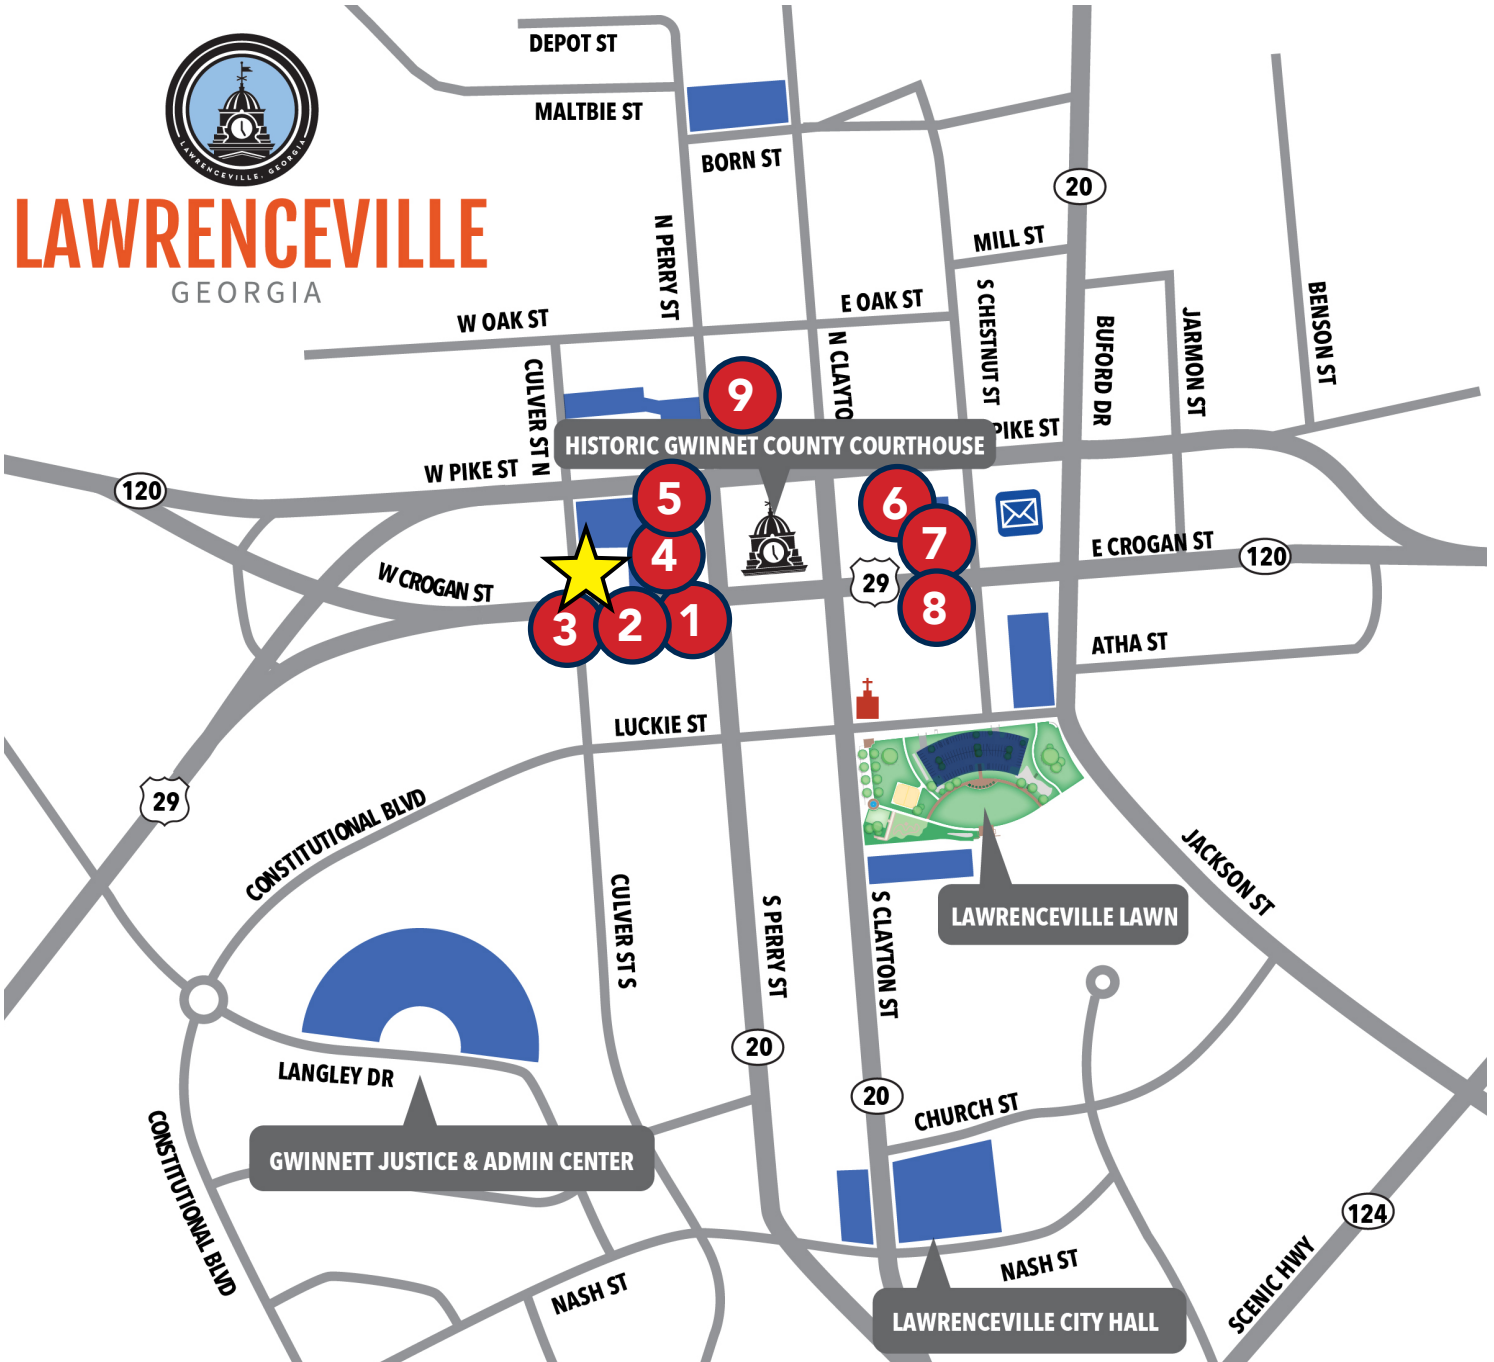 DEPOT ST
MALTBIE ST
BORN ST
LAWRENCEVILLE, GEORGIA
LAWRENCEVILLE
GEORGIA
20
N PERRY ST
MILL ST
W OAK ST
E OAK ST
CULVER ST N
N CLAYTO
S CHESTNUT ST
BUFORD DR
JARMON ST
BENSON ST
9
HISTORIC GWINNET COUNTY COURTHOUSE
PIKE ST
W PIKE ST
120
5
6
7
4
W CROGAN ST
29
E CROGAN ST
120
3
2
1
8
ATHA ST
LUCKIE ST
29
CONSTITUTIONAL BLVD
CULVER ST S
S PERRY ST
S CLAYTON ST
LAWRENCEVILLE LAWN
JACKSON ST
20
20
LANGLEY DR
CHURCH ST
GWINNETT JUSTICE & ADMIN CENTER
CONSTITUTIONAL BLVD
124
NASH ST
NASH ST
SCENIC HWY
LAWRENCEVILLE CITY HALL